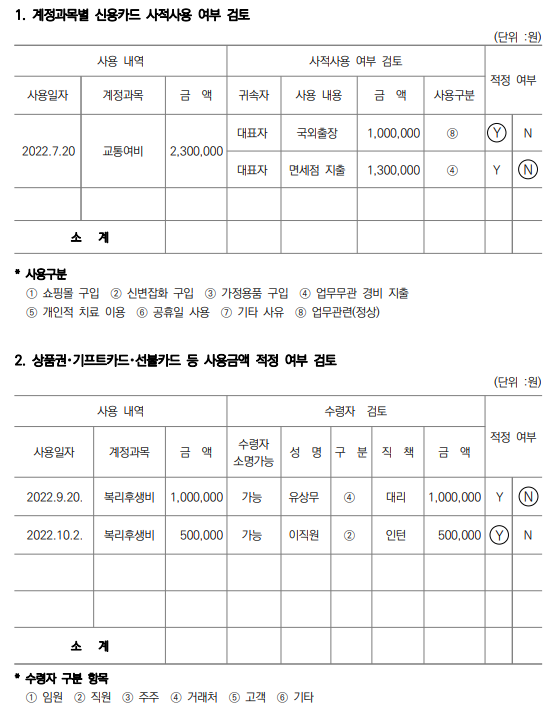 1. 계정과목별 신용카드 사적사용 여부 검토
(단위 :원)
사용 내역 사적사용 여부 검토 적정 여부
사용일자 계정과목 금 액 귀속자 사용 내용 금 액 사용구분
2022.7.20 교통여비 2,300,000 대표자 국외출장 1,000,000 ⑧ Y N
대표자 면세점 지출 1,300,000 ④ Y N
소 계
* 사용구분
① 쇼핑몰 구입 ② 신변잡화 구입 ③ 가정용품 구입 ④ 업무무관 경비 지출
⑤ 개인적 치료 이용 ⑥ 공휴일 사용 ⑦ 기타 사유 ⑧ 업무관련(정상)
2. 상품권·기프트카드·선불카드 등 사용금액 적정 여부 검토
(단위 :원)
사용 내역 수령자 검토 적정 여부
사용일자 계정과목 금 액 수령자 소명가능 성 명 구 분 직 책 금 액
2022.9.20. 복리후생비 1,000,000 가능 유상무 ④ 대리 1,000,000 Y N
2022.10.2. 복리후생비 500,000 가능 이직원 ② 인턴 500,000 Y N
소 계
* 수령자 구분 항목
① 임원 ② 직원 ③ 주주 ④ 거래처 ⑤ 고객 ⑥ 기타